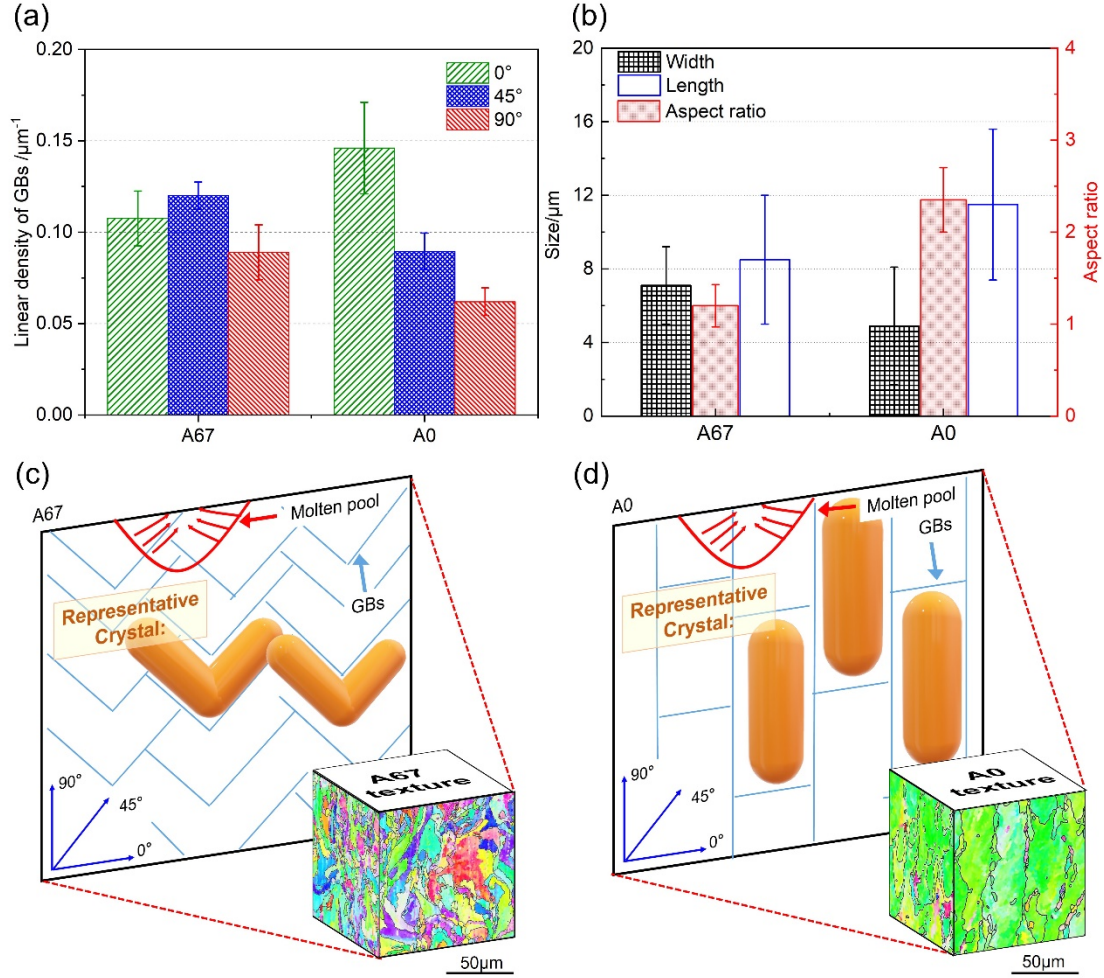 (a)
0.20
0.15
0.10
0.05
0.00
Linear density of GBs /μm⁻¹
0°
45°
90°
A67
A0
(b)
20
16
12
8
4
0
Size/μm
Width
Length
Aspect ratio
4
3
2
1
0
Aspect ratio
A67
A0
(c)
A67
Molten pool
GBs
Representative
Crystal:
90°
45°
0°
A67
texture
50μm
(d)
A0
Molten pool
GBs
Representative
Crystal:
90°
45°
0°
A0
texture
50μm